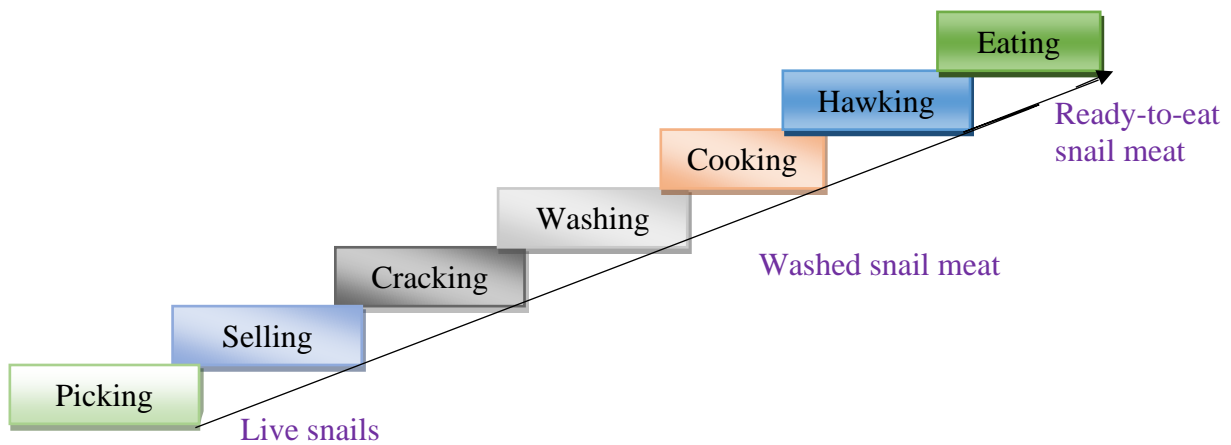 Eating
Hawking
Ready-to-eat
snail meat
Cooking
Washing
Washed snail meat
Cracking
Selling
Picking
Live snails